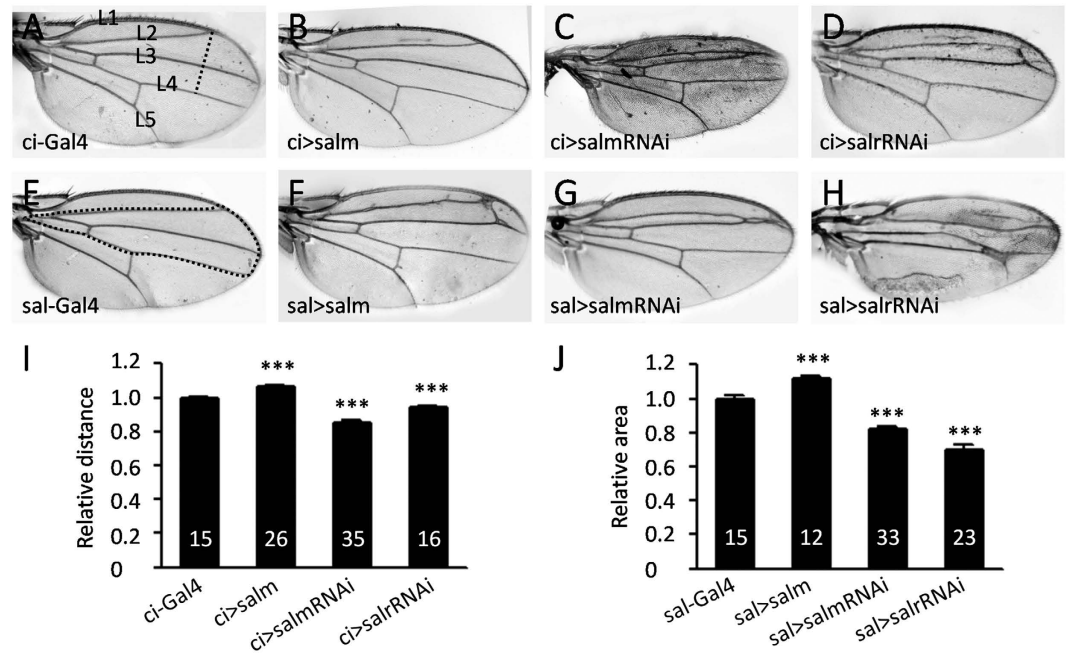 A
L1
L2
L3
L4
L5
ci-Gal4
B
ci>salm
C
ci>salmRNAi
D
ci>salrRNAi
E
sal-Gal4
F
sal>salm
G
sal>salmRNAi
H
sal>salrRNAi
I
Relative distance
1.2
1.0
0.8
0.6
0.4
0.2
0
***
***
***
15
26
35
16
ci-Gal4
ci>salm
ci>salmRNAi
ci>salrRNAi
J
Relative area
1.2
1.0
0.8
0.6
0.4
0.2
0
***
***
***
15
12
33
23
sal-Gal4
sal>salm
sal>salmRNAi
sal>salrRNAi